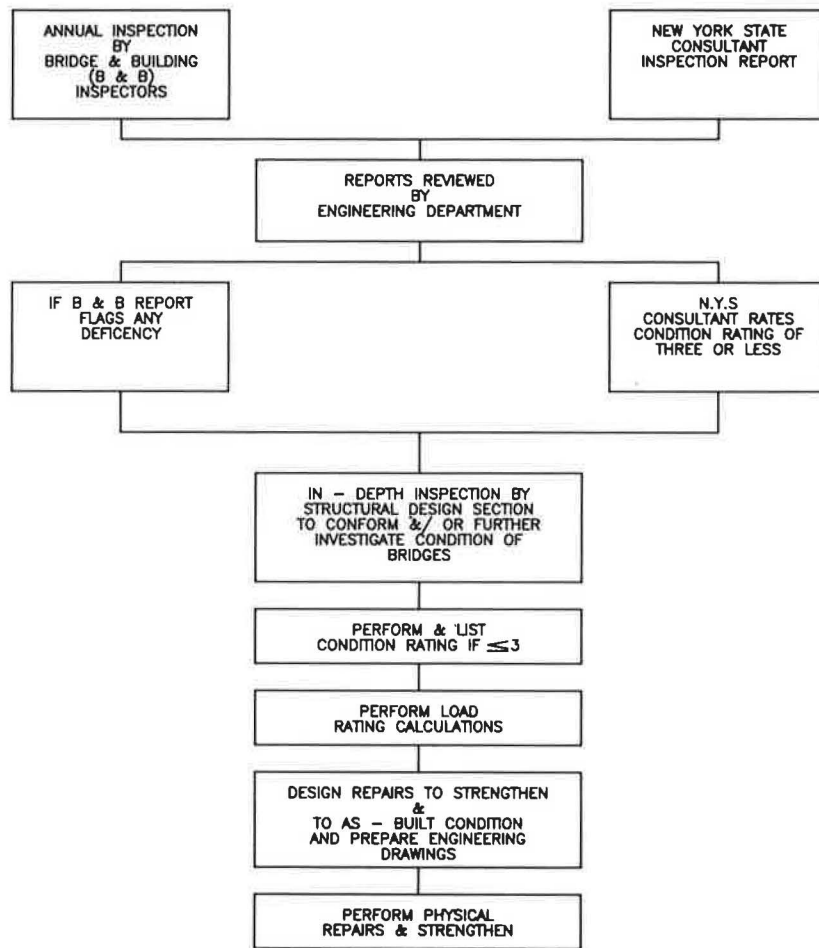 ANNUAL INSPECTION
BY
BRIDGE & BUILDING
(B & B)
INSPECTORS
NEW YORK STATE
CONSULTANT
INSPECTION REPORT
REPORTS REVIEWED
BY
ENGINEERING DEPARTMENT
IF B & B REPORT
FLAGS ANY
DEFICENCY
N.Y.S
CONSULTANT RATES
CONDITION RATING OF
THREE OR LESS
IN - DEPTH INSPECTION BY
STRUCTURAL DESIGN SECTION
TO CONFORM &/ OR FURTHER
INVESTIGATE CONDITION OF
BRIDGES
PERFORM & LIST
CONDITION RATING IF ≤3
PERFORM LOAD
RATING CALCULATIONS
DESIGN REPAIRS TO STRENGTHEN
&
TO AS - BUILT CONDITION
AND PREPARE ENGINEERING
DRAWINGS
PERFORM PHYSICAL
REPAIRS & STRENGTHEN